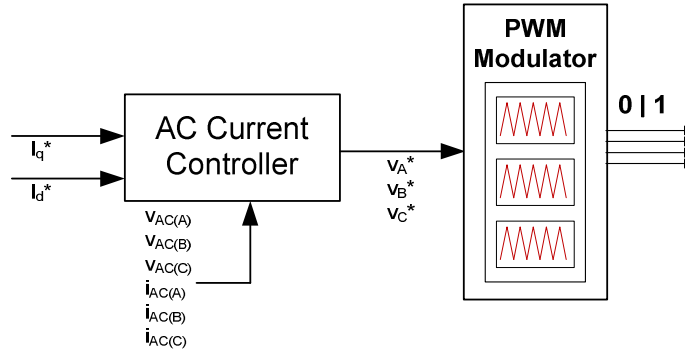 PWM
Modulator
0 | 1
AC Current
Controller
Iq*
Id*
vA*
vB*
vC*
vAC(A)
vAC(B)
vAC(C)
iAC(A)
iAC(B)
iAC(C)